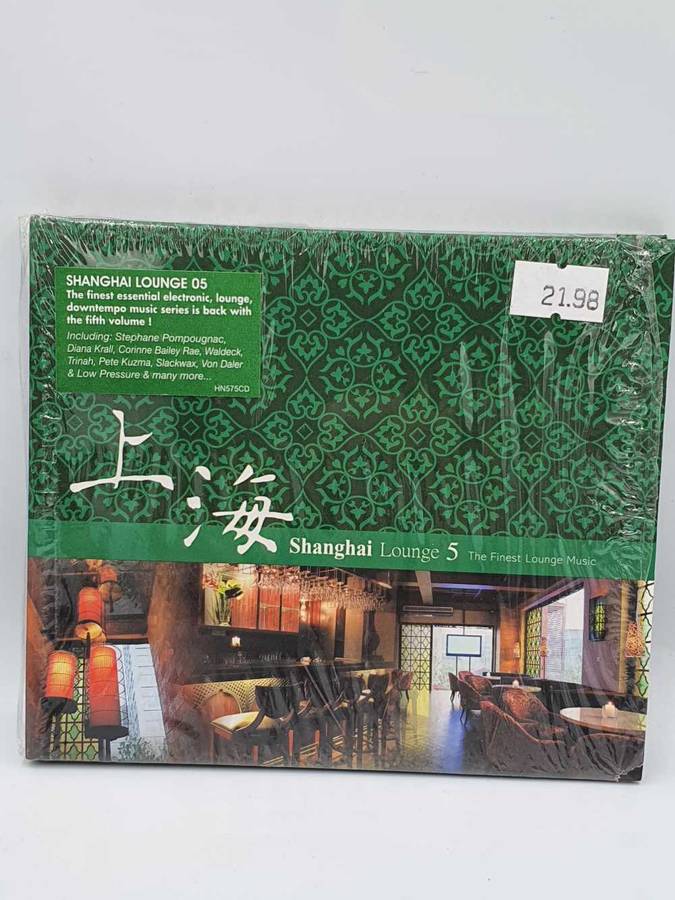 SHANGHAI LOUNGE 05
The finest essential electronic, lounge,
downtempo music series is back with
the fifth volume !
Including: Stephane Pompougnac,
Diana Krall, Corinne Bailey Rae, Waldeck,
Trinah, Pete Kuzma, Slackwax, Von Daler
& Low Pressure & many more...
HN575CD
21.98
上海
Shanghai Lounge 5 The Finest Lounge Music